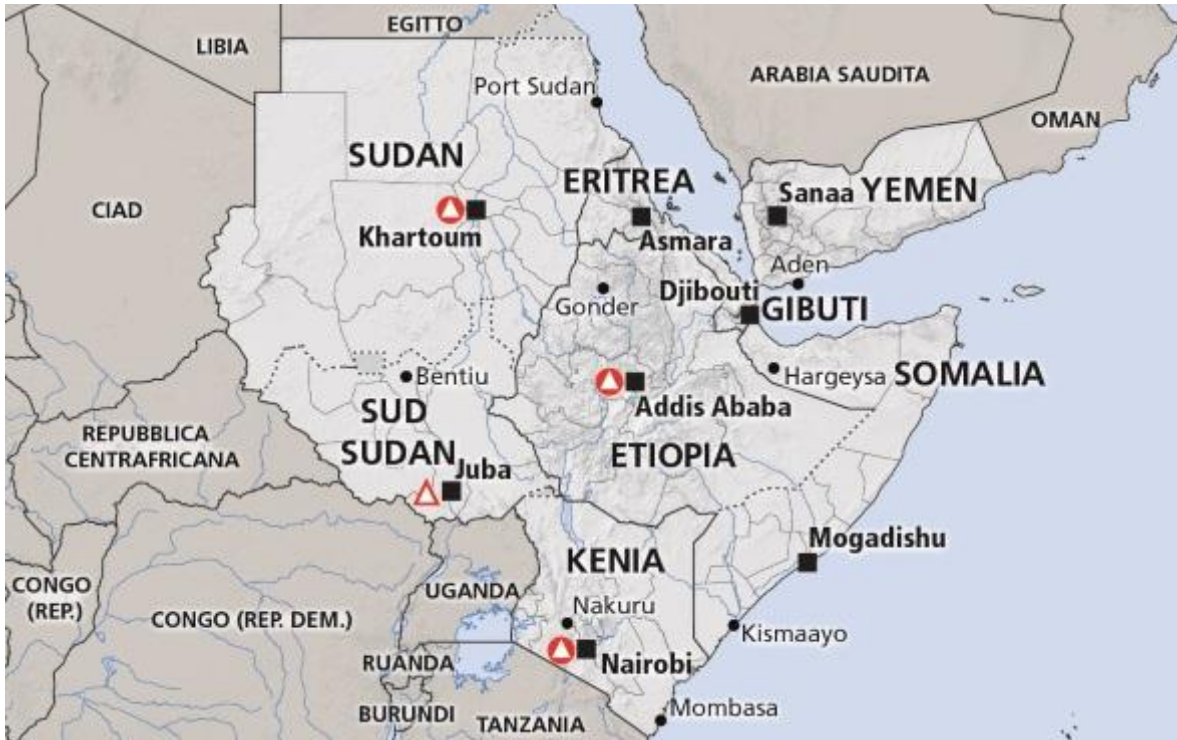 EGITTO
LIBIA
Port Sudan
ARABIA SAUDITA
OMAN
SUDAN
ERITREA
Sanaa YEMEN
CIAD
Khartoum
Asmara
Aden
Djibouti
Gonder
GIBUTI
Bentiu
Hargeysa
SOMALIA
Addis Ababa
SUD
SUDAN
REPUBBLICA
CENTRAFRICANA
ETIOPIA
Juba
Mogadishu
KENIA
CONGO
(REP.)
CONGO (REP. DEM.)
UGANDA
Nakuru
Kismaayo
RUANDA
Nairobi
BURUNDI
TANZANIA
Mombasa